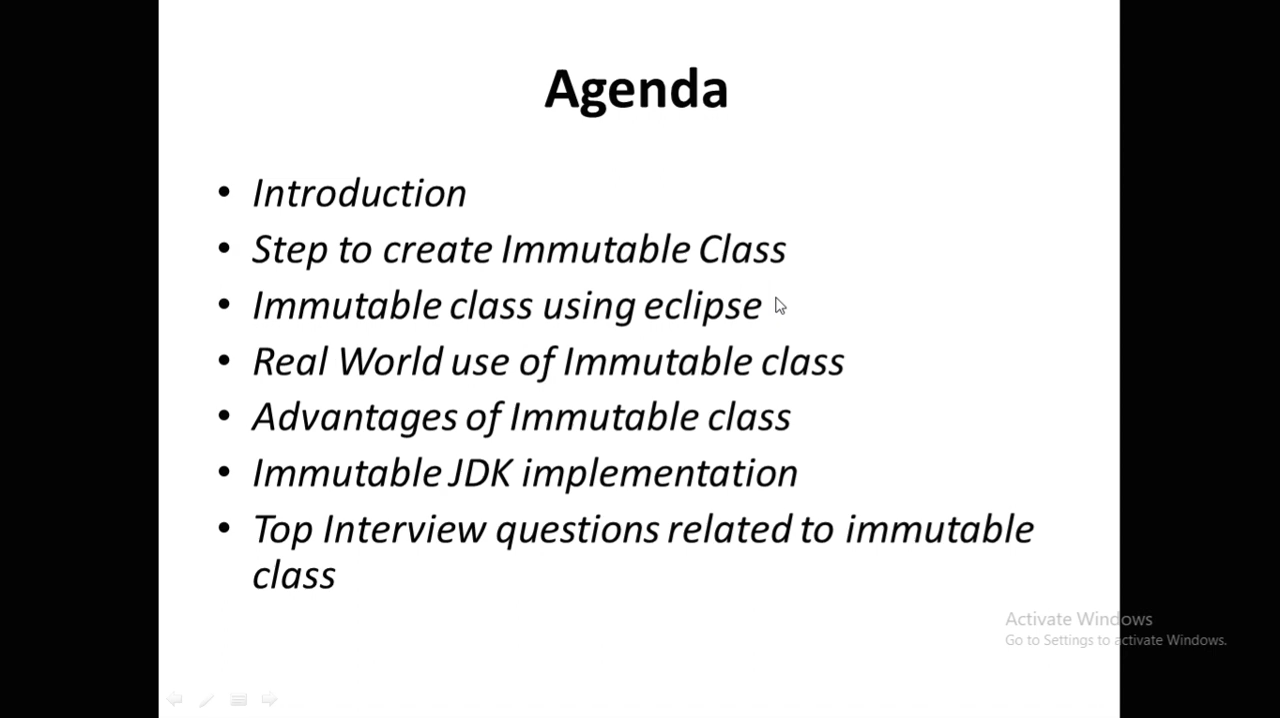 Agenda
• Introduction
• Step to create Immutable Class
• Immutable class using eclipse
• Real World use of Immutable class
• Advantages of Immutable class
• Immutable JDK implementation
• Top Interview questions related to immutable
class
Activate Windows
Go to Settings to activate Windows.